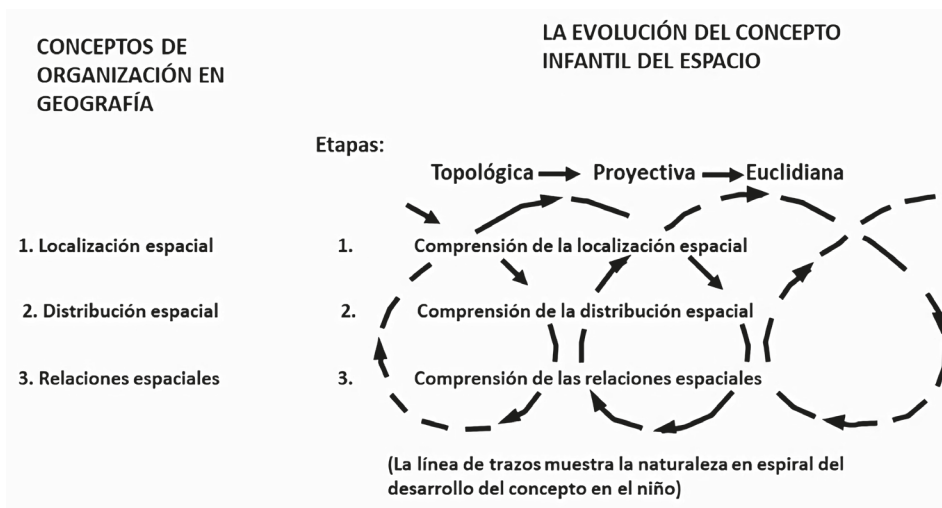 CONCEPTOS DE
ORGANIZACIÓN EN
GEOGRAFÍA
LA EVOLUCIÓN DEL CONCEPTO
INFANTIL DEL ESPACIO
Etapas:
Topológica Proyectiva Euclidiana
1. Localización espacial
1. Comprensión de la localización espacial
2. Distribución espacial
2. Comprensión de la distribución espacial
3. Relaciones espaciales
3. Comprensión de las relaciones espaciales
(La línea de trazos muestra la naturaleza en espiral del
desarrollo del concepto en el niño)